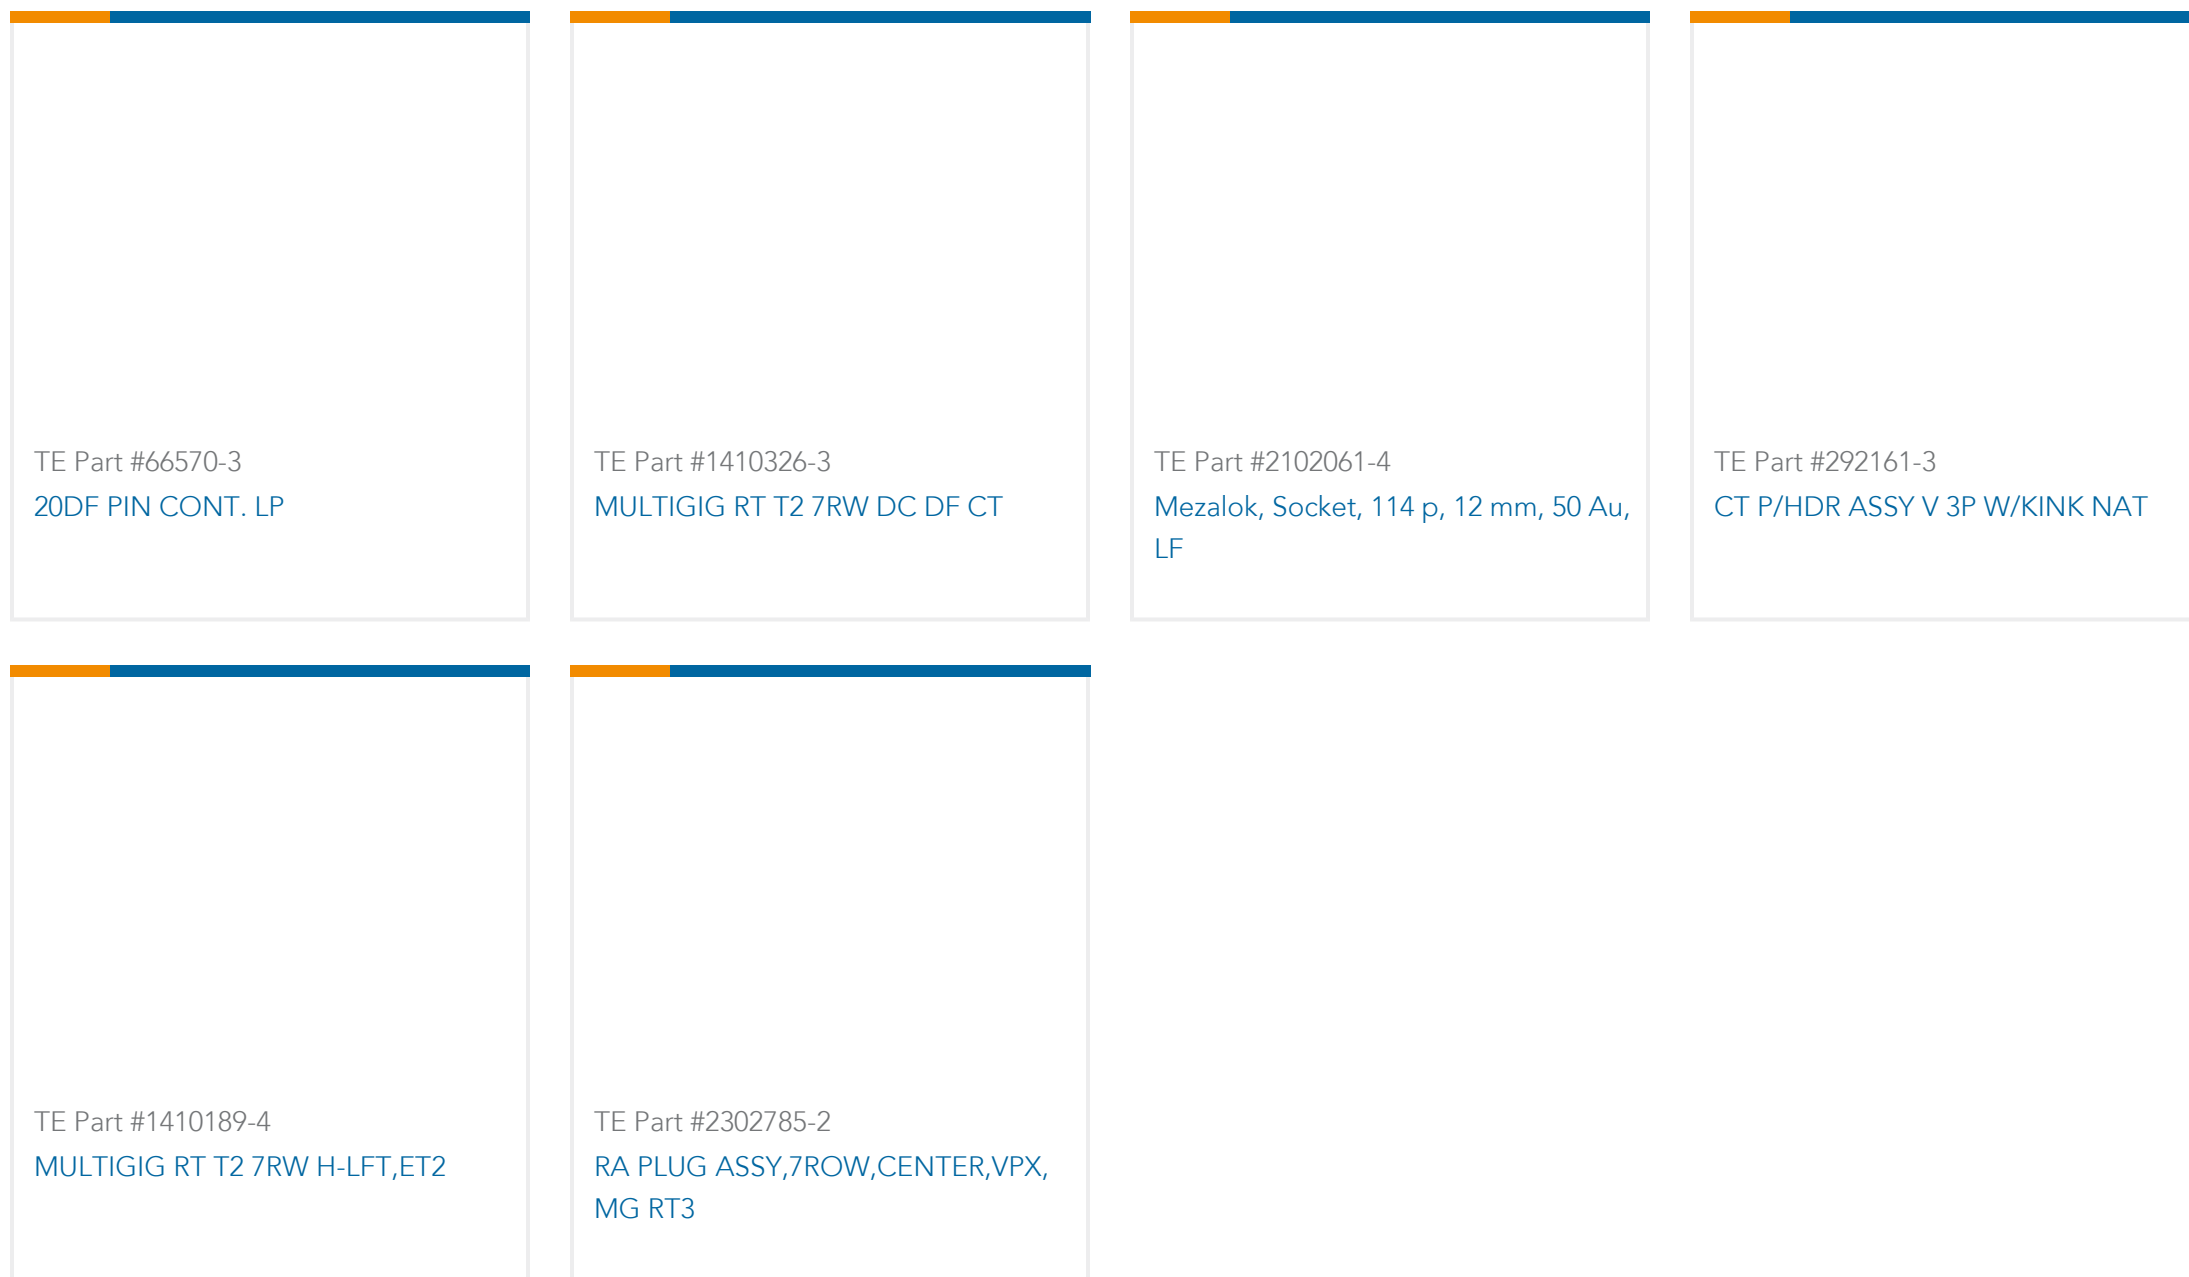 TE Part #66570-3
20DF PIN CONT. LP
TE Part #1410326-3
MULTIGIG RT T2 7RW DC DF CT
TE Part #2102061-4
Mezalok, Socket, 114 p, 12 mm, 50 Au,
LF
TE Part #292161-3
CT P/HDR ASSY V 3P W/KINK NAT
TE Part #1410189-4
MULTIGIG RT T2 7RW H-LFT,ET2
TE Part #2302785-2
RA PLUG ASSY,7ROW,CENTER,VPX,
MG RT3